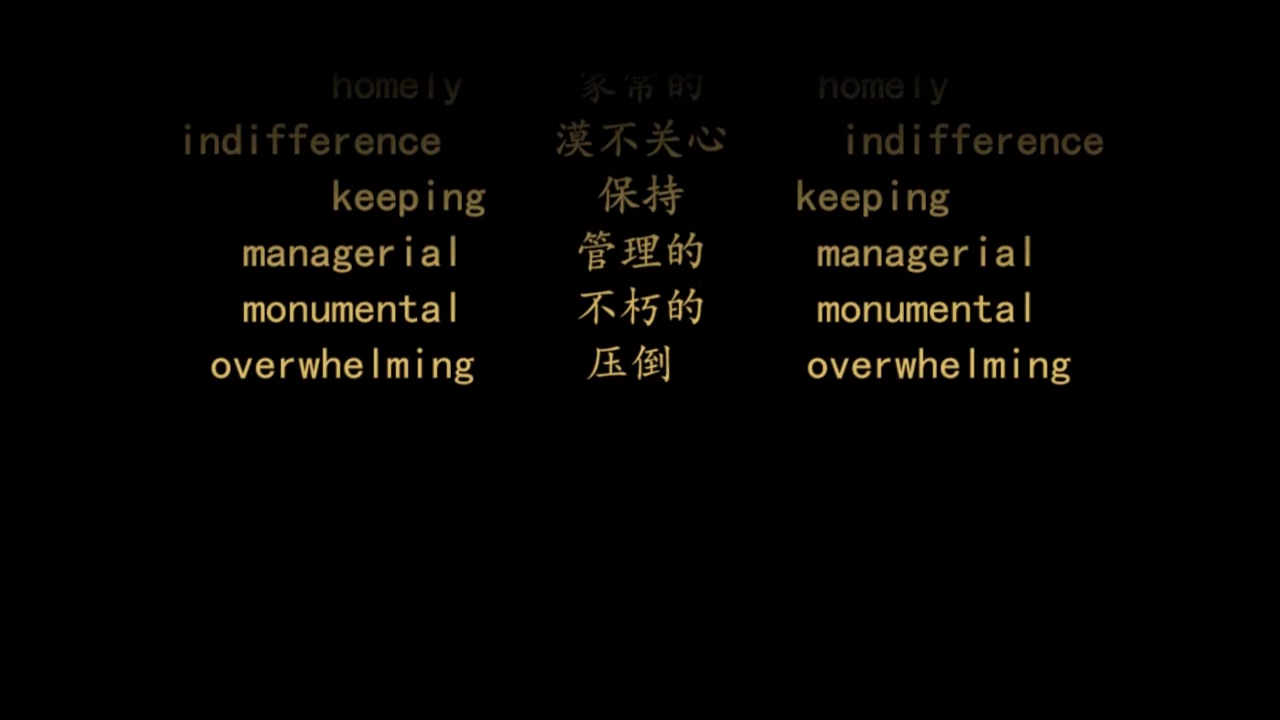 homely 家常的 homely
indifference 漠不关心 indifference
keeping 保持 keeping
managerial 管理的 managerial
monumental 不朽的 monumental
overwhelming 压倒 overwhelming